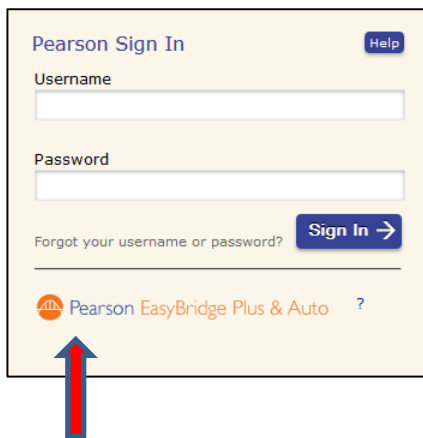 Pearson Sign In Help
Username
Password
Forgot your username or password? Sign In →
Pearson EasyBridge Plus & Auto ?